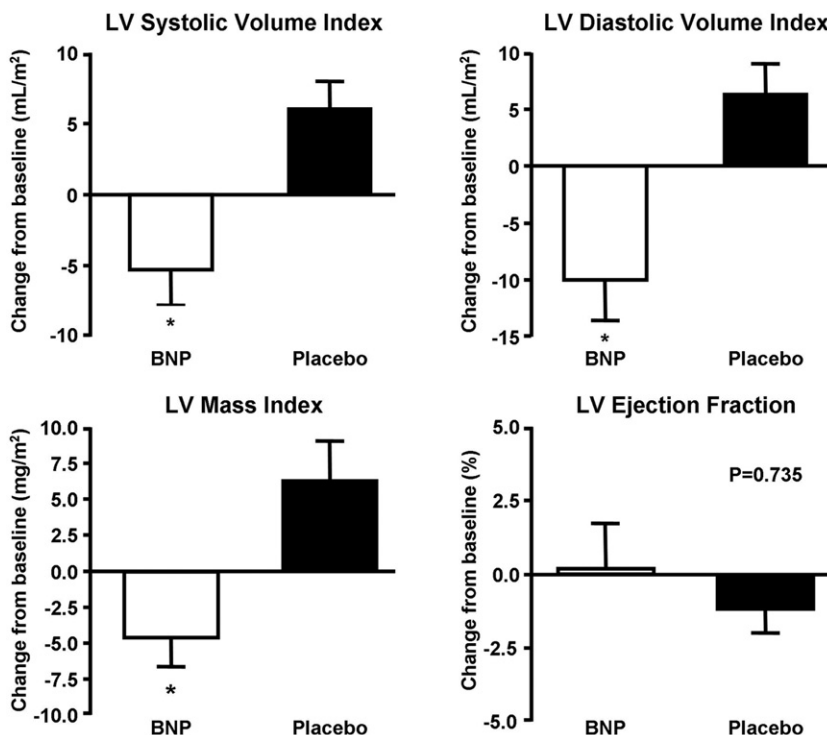 LV Systolic Volume Index
Change from baseline (mL/m²)
10
5
0
-5
-10
*
BNP
Placebo
LV Diastolic Volume Index
Change from baseline (mL/m²)
10
5
0
-5
-10
-15
*
BNP
Placebo
LV Mass Index
Change from baseline (mg/m²)
10.0
7.5
5.0
2.5
0.0
-2.5
-5.0
-7.5
-10.0
*
BNP
Placebo
LV Ejection Fraction
Change from baseline (%)
5.0
2.5
0.0
-2.5
-5.0
P=0.735
BNP
Placebo